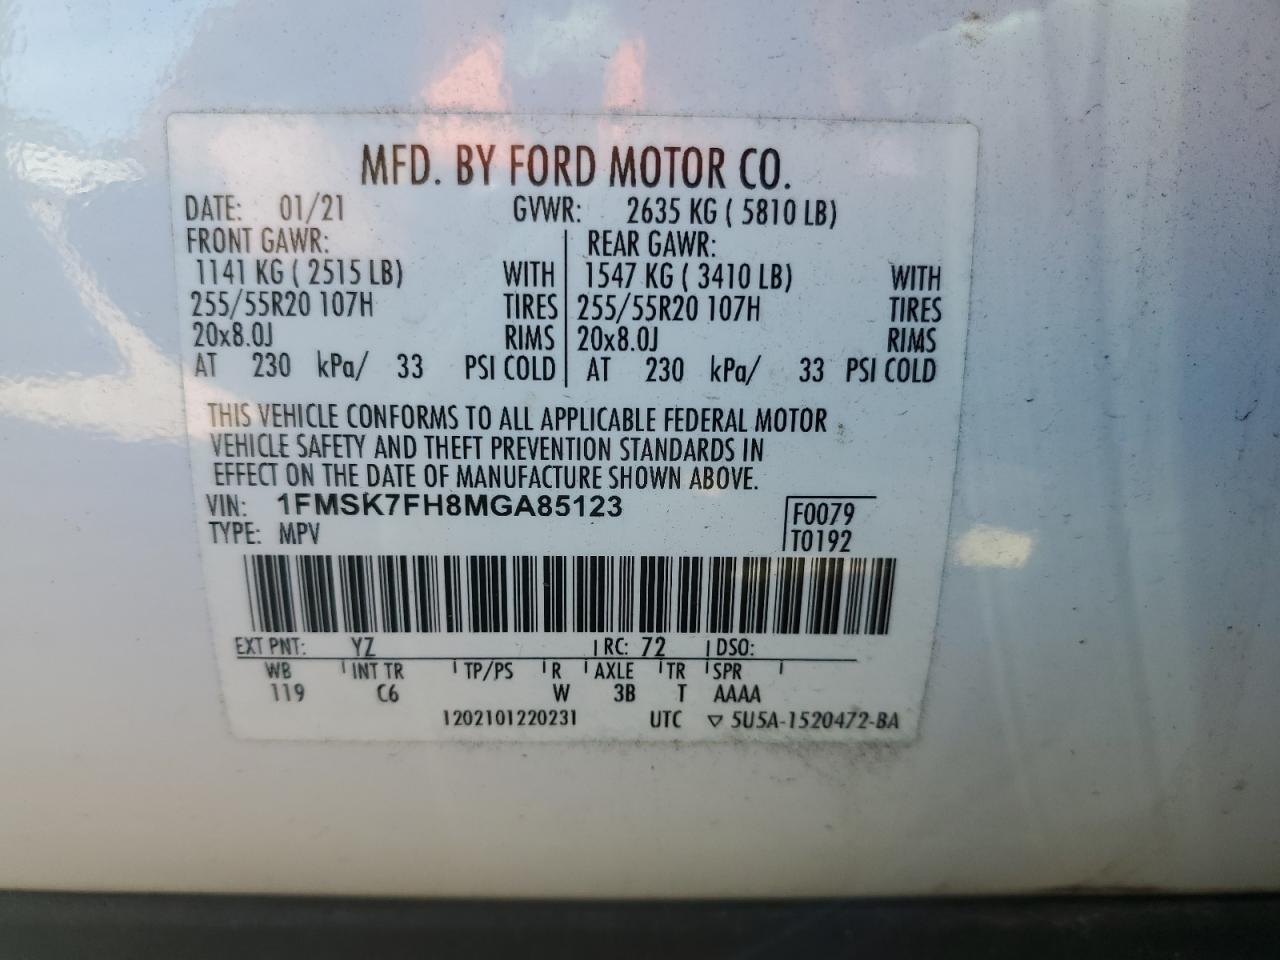 MFD. BY FORD MOTOR CO.
DATE: 01/21 GVWR: 2635 KG ( 5810 LB)
FRONT GAWR: REAR GAWR:
1141 KG ( 2515 LB) WITH 1547 KG ( 3410 LB) WITH
255/55R20 107H TIRES 255/55R20 107H TIRES
20x8.0J RIMS 20x8.0J RIMS
AT 230 kPa/ 33 PSI COLD AT 230 kPa/ 33 PSI COLD
THIS VEHICLE CONFORMS TO ALL APPLICABLE FEDERAL MOTOR
VEHICLE SAFETY AND THEFT PREVENTION STANDARDS IN
EFFECT ON THE DATE OF MANUFACTURE SHOWN ABOVE.
VIN: 1FMSK7FH8MGA85123 F0079
TYPE: MPV T0192
EXT PNT: YZ RC: 72 DSO:
WB INT TR TP/PS R AXLE TR SPR
119 C6 W 3B T AAAA
1202101220231 UTC ▽ 5U5A-1520472-BA